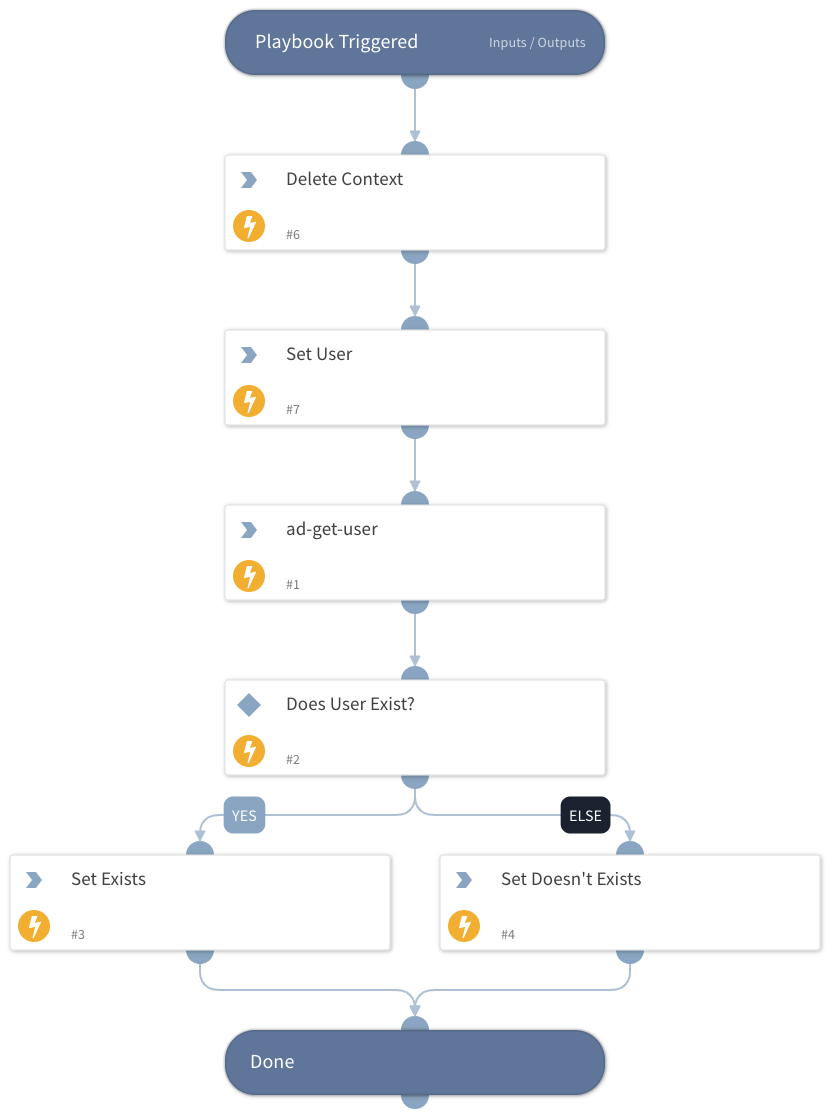 Playbook Triggered Inputs / Outputs
Delete Context
#6
Set User
#7
ad-get-user
#1
Does User Exist?
#2
YES ELSE
Set Exists
#3
Set Doesn't Exists
#4
Done